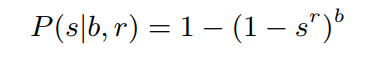 P(s|b, r) = 1 − (1 − s^r)^b